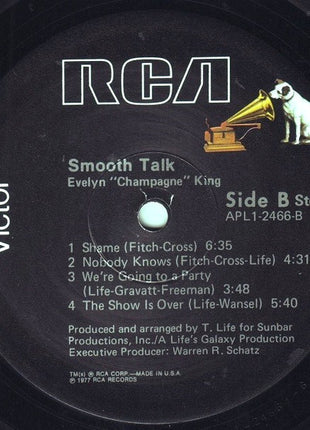 RCA
Victor
Smooth Talk
Evelyn "Champagne" King
Side B St
APL1-2466-B
1 Shame (Fitch-Cross) 6:35
2 Nobody Knows (Fitch-Cross-Life) 4:31
3 We're Going to a Party
(Life-Gravatt-Freeman) 3:48
4 The Show Is Over (Life-Wansel) 5:40
Produced and arranged by T. Life for Sunbar
Productions, Inc./A Life's Galaxy Production
Executive Producer: Warren R. Schatz
TM(s) ® RCA CORP.—MADE IN U.S.A.
℗ 1977 RCA RECORDS